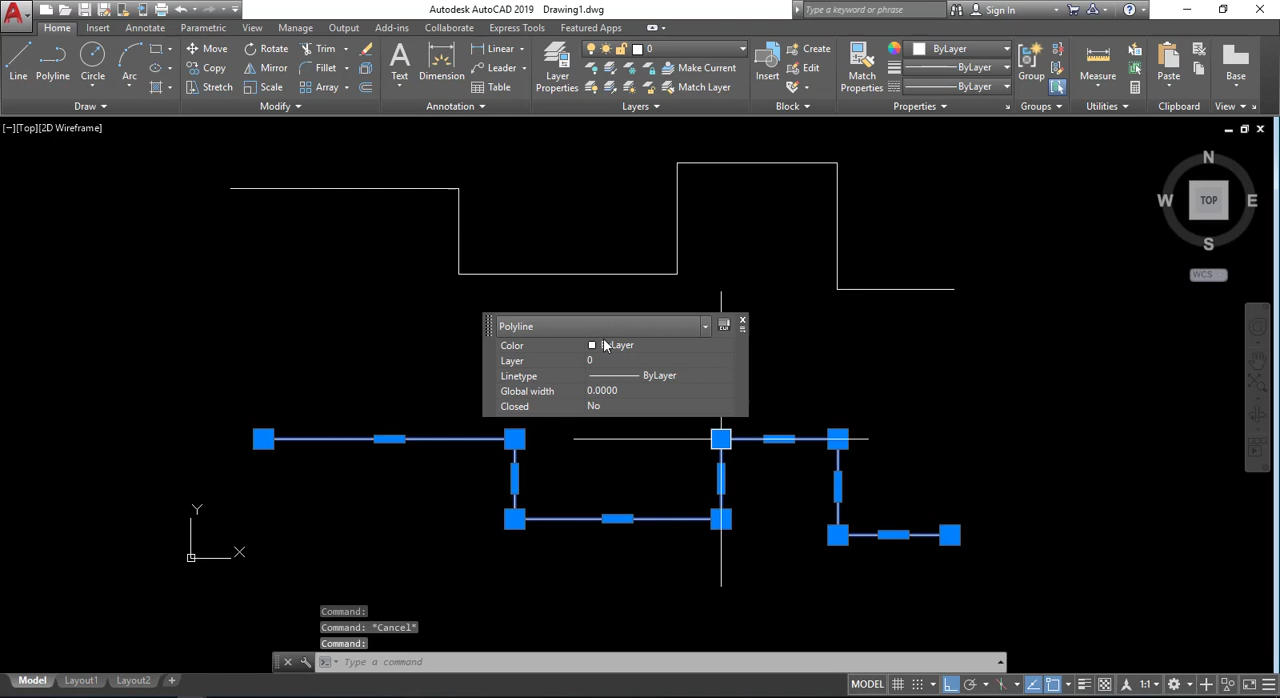 Autodesk AutoCAD 2019 Drawing1.dwg
Type a keyword or phrase
Sign In
Home
Insert
Annotate
Parametric
View
Manage
Output
Add-ins
Collaborate
Express Tools
Featured Apps
Line
Polyline
Circle
Arc
Draw
Move
Rotate
Trim
Copy
Mirror
Fillet
Stretch
Scale
Array
Modify
Text
Dimension
Linear
Leader
Table
Annotation
Layer
Properties
0
Make Current
Match Layer
Layers
Insert
Create
Edit
Block
Match
Properties
ByLayer
ByLayer
ByLayer
Properties
Group
Groups
Measure
Utilities
Paste
Clipboard
Base
View
[−][Top][2D Wireframe]
N
W
TOP
E
S
WCS
Polyline
CUI
Color ByLayer
Layer 0
Linetype ByLayer
Global width 0.0000
Closed No
Y
X
Command:
Command: *Cancel*
Command:
Type a command
Model
Layout1
Layout2
+
MODEL
1:1